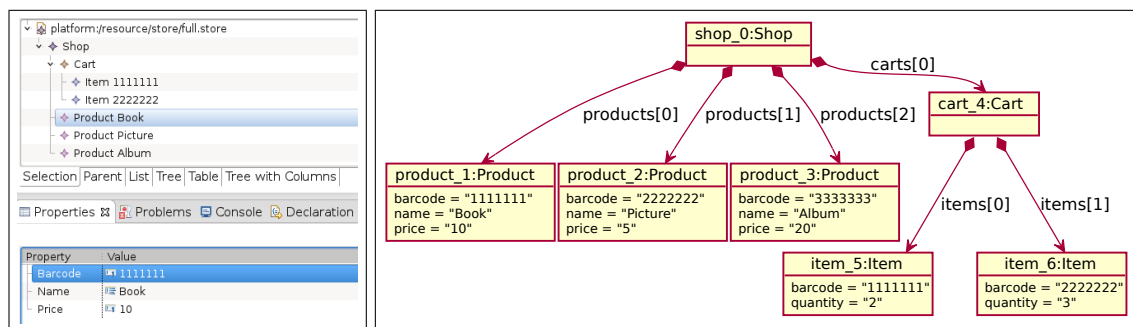 platform:/resource/store/full.store
Shop
Cart
Item 1111111
Item 2222222
Product Book
Product Picture
Product Album
Selection Parent List Tree Table Tree with Columns
Properties Problems Console Declaration
Property Value
Barcode 1111111
Name Book
Price 10
shop_0:Shop
carts[0]
cart_4:Cart
products[0] products[1] products[2]
product_1:Product
barcode = "1111111"
name = "Book"
price = "10"
product_2:Product
barcode = "2222222"
name = "Picture"
price = "5"
product_3:Product
barcode = "3333333"
name = "Album"
price = "20"
items[0] items[1]
item_5:Item
barcode = "1111111"
quantity = "2"
item_6:Item
barcode = "2222222"
quantity = "3"